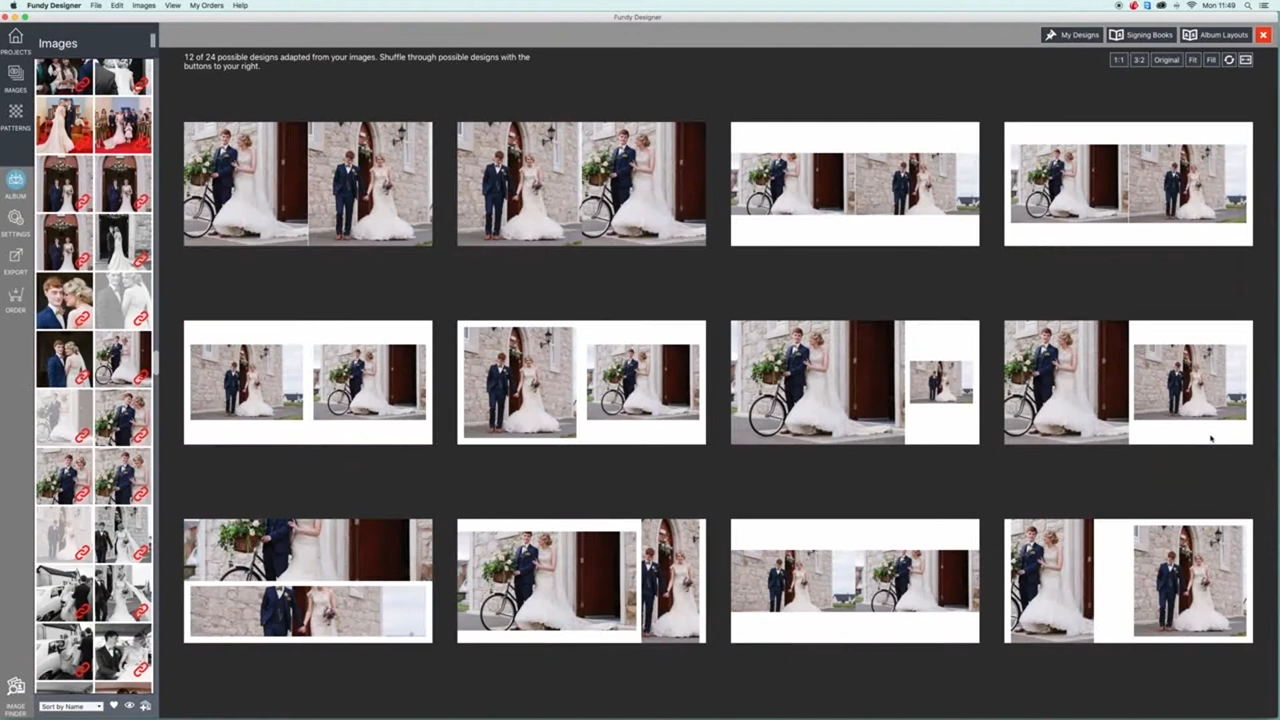 Fundy Designer File Edit Images View My Orders Help
Mon 11:49
Fundy Designer
PROJECTS
IMAGES
PATTERNS
ALBUM
SETTINGS
EXPORT
ORDER
IMAGE
FINDER
Images
Sort by Name
My Designs
Signing Books
Album Layouts
12 of 24 possible designs adapted from your images. Shuffle through possible designs with the
buttons to your right.
1:1
3:2
Original
Fit
Fill